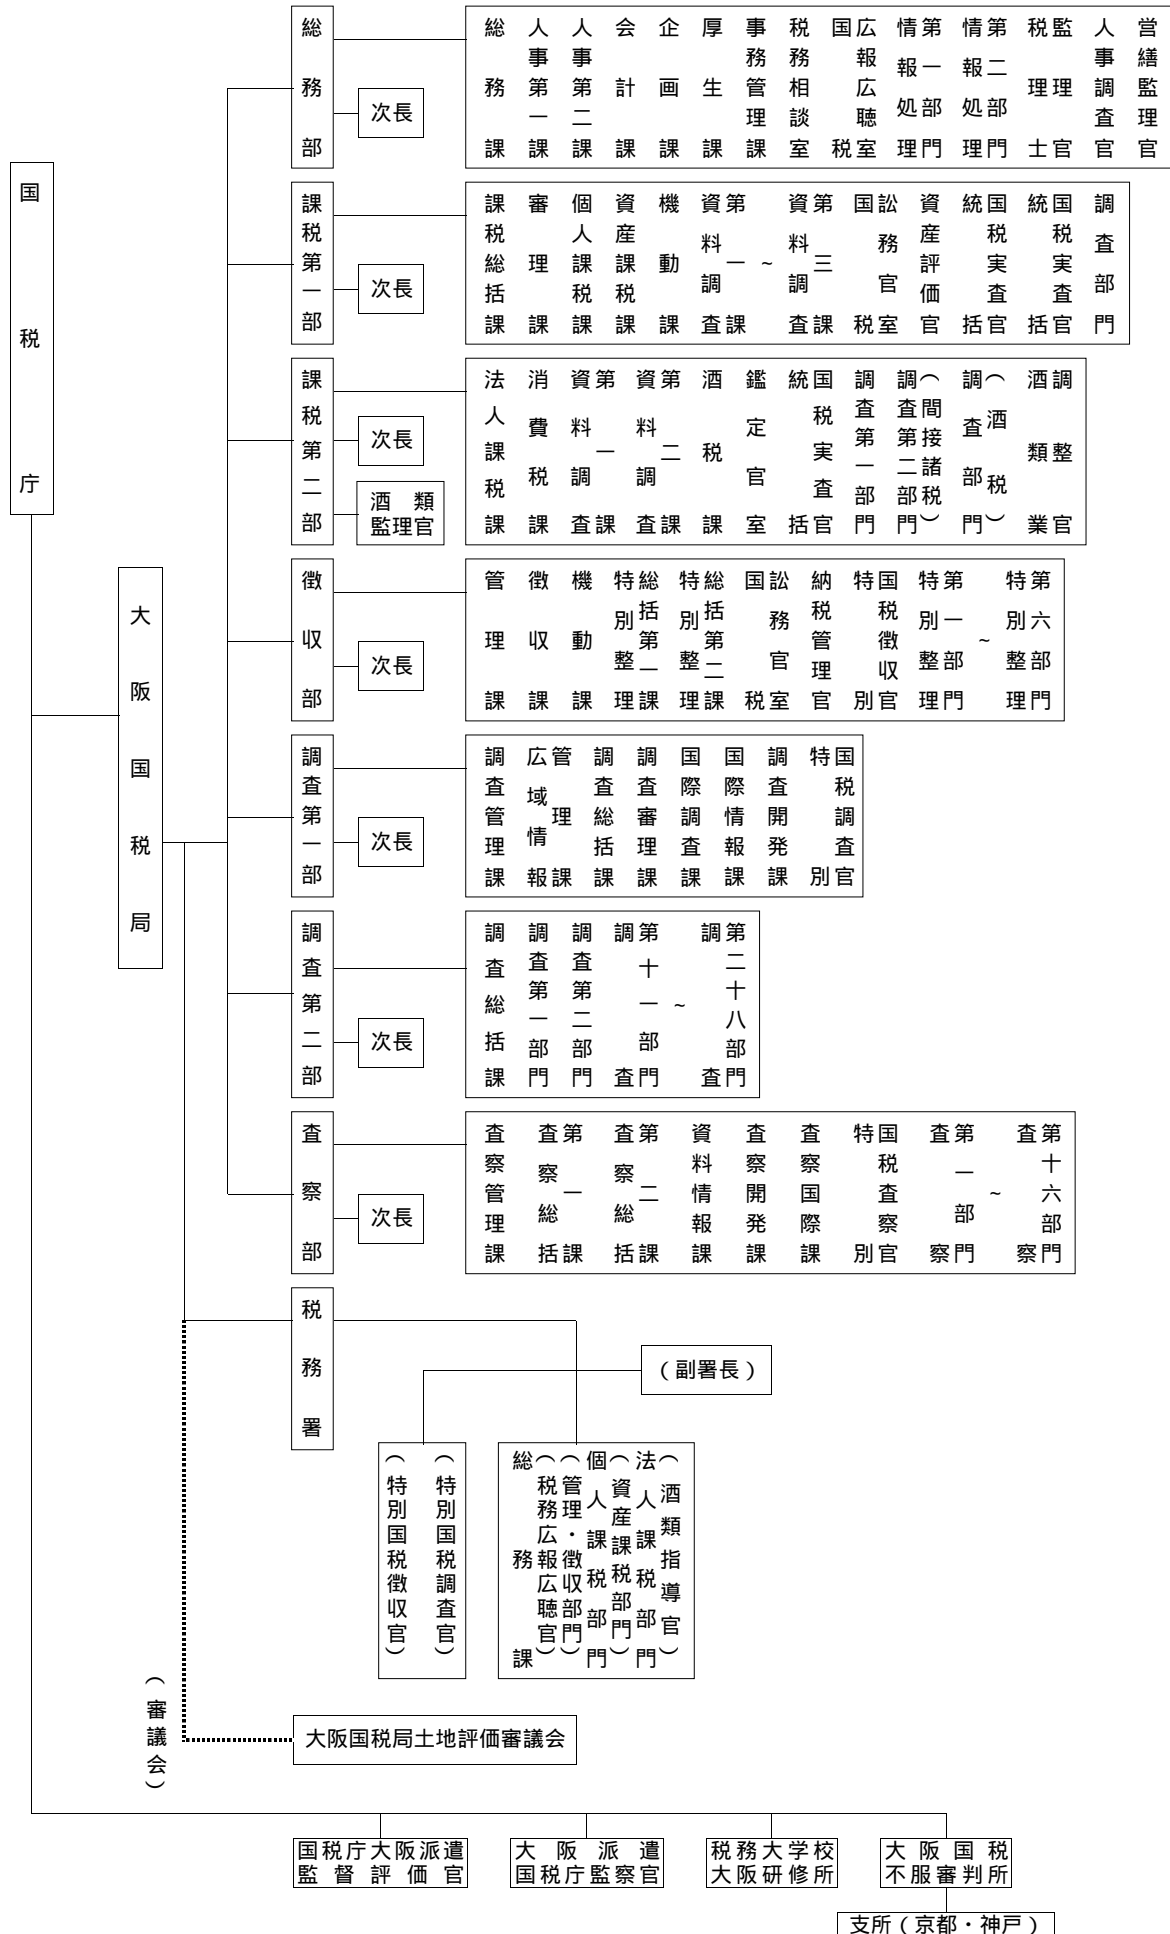 国税庁
大阪国税局
総務部
次長
総務課
人事第一課
人事第二課
会計課
企画課
厚生課
事務管理課
税務相談室
国税
広報広聴室
情報処理
第一部門
情報処理
第二部門
税理士
監理官
人事調査官
営繕監理官
課税第一部
次長
課税総括課
審理課
個人課税課
資産課税課
機動課
資料調査
第一課
~
資料調査
第三課
国税
訟務官室
資産評価官
統括
国税実査官
統括
国税実査官
調査部門
課税第二部
次長
酒類
監理官
法人課税課
消費税課
資料調査
第一課
資料調査
第二課
酒税課
鑑定官室
統括
国税実査官
調査第一部門
調査第二部門
(間接諸税)
調査部門
(酒税)
酒類業
調整官
徴収部
次長
管理課
徴収課
機動課
特別整理
総括第一課
特別整理
総括第二課
国税
訟務官室
納税管理官
特別
国税徴収官
特別整理
第一部門
~
特別整理
第六部門
調査第一部
次長
調査管理課
広域情報
管理課
調査総括課
調査審理課
国際調査課
国際情報課
調査開発課
特別
国税調査官
調査第二部
次長
調査総括課
調査第一部門
調査第二部門
調査
第十一部門
~
調査
第二十八部門
査察部
次長
査察管理課
査察総括
第一課
査察総括
第二課
資料情報課
査察開発課
査察国際課
特別
国税査察官
査察
第一部門
~
査察
第十六部門
税務署
(副署長)
(特別国税徴収官)
(特別国税調査官)
総務課
(税務広報広聴官)
(管理・徴収部門)
個人課税部門
(資産課税部門)
法人課税部門
(酒類指導官)
(審議会)
大阪国税局土地評価審議会
国税庁大阪派遣
監督評価官
大阪派遣
国税庁監察官
税務大学校
大阪研修所
大阪国税
不服審判所
支所(京都・神戸)